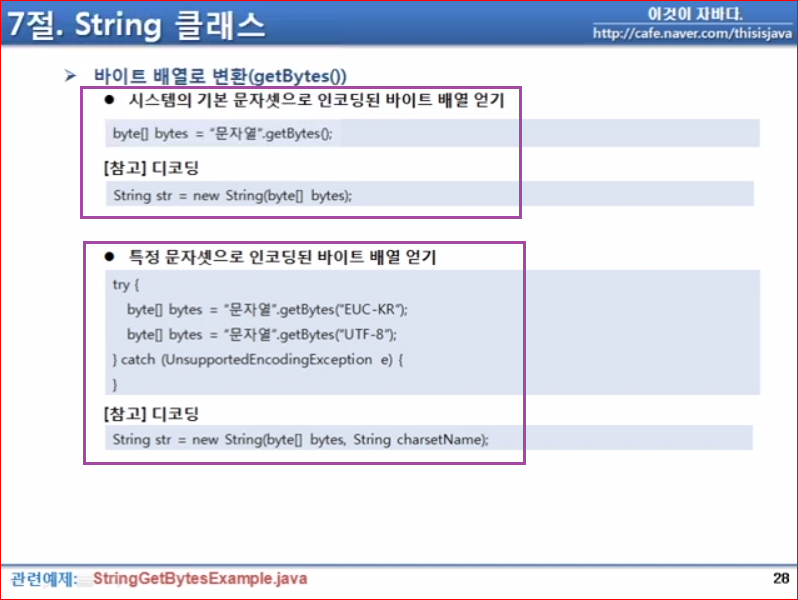 7절. String 클래스
이것이 자바다.
http://cafe.naver.com/thisisjava
➢ 바이트 배열로 변환(getBytes())
● 시스템의 기본 문자셋으로 인코딩된 바이트 배열 얻기
byte[] bytes = "문자열".getBytes();
[참고] 디코딩
String str = new String(byte[] bytes);
● 특정 문자셋으로 인코딩된 바이트 배열 얻기
try {
byte[] bytes = "문자열".getBytes("EUC-KR");
byte[] bytes = "문자열".getBytes("UTF-8");
} catch (UnsupportedEncodingException e) {
}
[참고] 디코딩
String str = new String(byte[] bytes, String charsetName);
관련예제: StringGetBytesExample.java
28